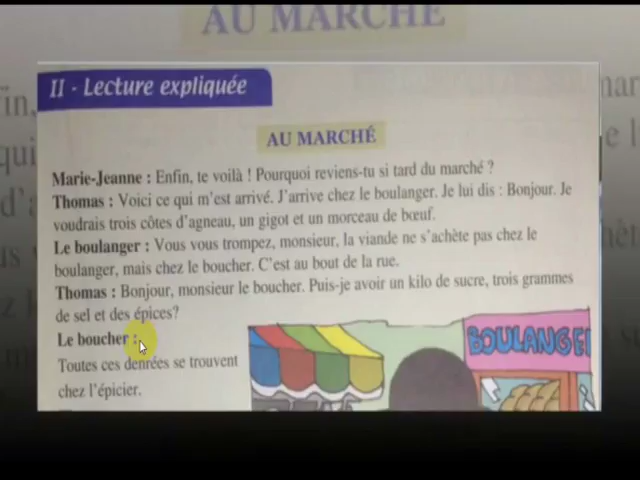 AU MARCHÉ
II - Lecture expliquée
AU MARCHÉ
Marie-Jeanne : Enfin, te voilà ! Pourquoi reviens-tu si tard du marché ?
Thomas : Voici ce qui m'est arrivé. J'arrive chez le boulanger. Je lui dis : Bonjour. Je
voudrais trois côtes d'agneau, un gigot et un morceau de bœuf.
Le boulanger : Vous vous trompez, monsieur, la viande ne s'achète pas chez le
boulanger, mais chez le boucher. C'est au bout de la rue.
Thomas : Bonjour, monsieur le boucher. Puis-je avoir un kilo de sucre, trois grammes
de sel et des épices?
Le boucher :
Toutes ces denrées se trouvent
chez l'épicier.
BOULANGE